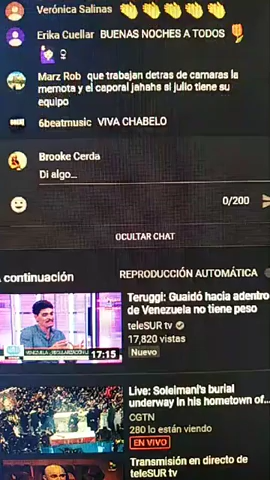 Verónica Salinas
Erika Cuellar BUENAS NOCHES A TODOS
Marz Rob que trabajan detras de camaras la
memota y el caporal jahahs si julio tiene su
equipo
6beatmusic VIVA CHABELO
Brooke Cerda
Di algo...
0/200
OCULTAR CHAT
A continuación
REPRODUCCIÓN AUTOMÁTICA
Teruggi: Guaidó hacia adentro
de Venezuela no tiene peso
teleSUR tv
17,820 vistas
Nuevo
17:15
Live: Soleimani's burial
underway in his hometown of...
CGTN
280 lo están viendo
EN VIVO
Transmisión en directo de
teleSUR tv